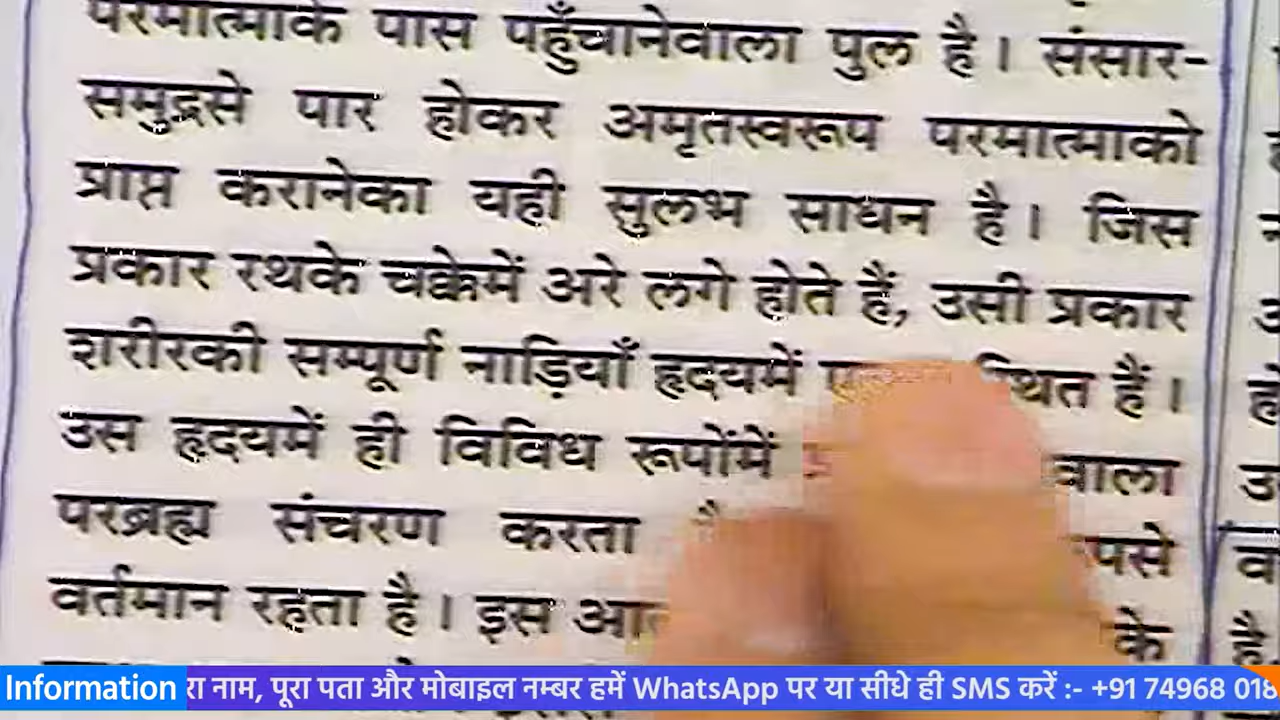 परमात्माके पास पहुँचानेवाला पुल है। संसार-
समुद्रसे पार होकर अमृतस्वरूप परमात्माको
प्राप्त करानेका यही सुलभ साधन है। जिस
प्रकार रथके चक्केमें अरे लगे होते हैं, उसी प्रकार
शरीरकी सम्पूर्ण नाड़ियाँ हृदयमें स्थित हैं।
उस हृदयमें ही विविध रूपोंमें वाला
परब्रह्म संचरण करता
वर्तमान रहता है। इस के
Information रा नाम, पूरा पता और मोबाइल नम्बर हमें WhatsApp पर या सीधे ही SMS करें :- +91 74968 018